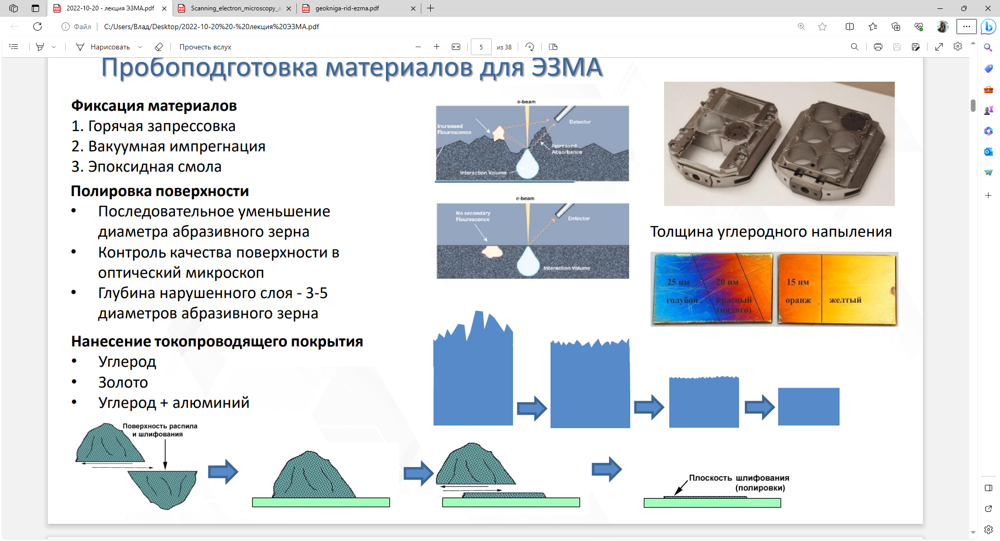 2022-10-20 - лекция ЭЗМА.pdf
Scanning_electron_microscopy_a
geokniga-rid-ezma.pdf
Файл
C:/Users/Влад/Desktop/2022-10-20%20-%20лекция%20ЭЗМА.pdf
Нарисовать
Прочесть вслух
5
из 38
Пробоподготовка материалов для ЭЗМА
Фиксация материалов
1. Горячая запрессовка
2. Вакуумная импрегнация
3. Эпоксидная смола
Полировка поверхности
• Последовательное уменьшение
диаметра абразивного зерна
• Контроль качества поверхности в
оптический микроскоп
• Глубина нарушенного слоя - 3-5
диаметров абразивного зерна
Нанесение токопроводящего покрытия
• Углерод
• Золото
• Углерод + алюминий
e-beam
Increased
Flourescence
Detector
Increased
Absorbance
Interaction Volume
e-beam
No secondary
Flourescence
Detector
Interaction Volume
Толщина углеродного напыления
25 нм
голубой
20 нм
красный
(индиго)
15 нм
оранж
желтый
Поверхность распила
и шлифования
Плоскость шлифования
(полировки)